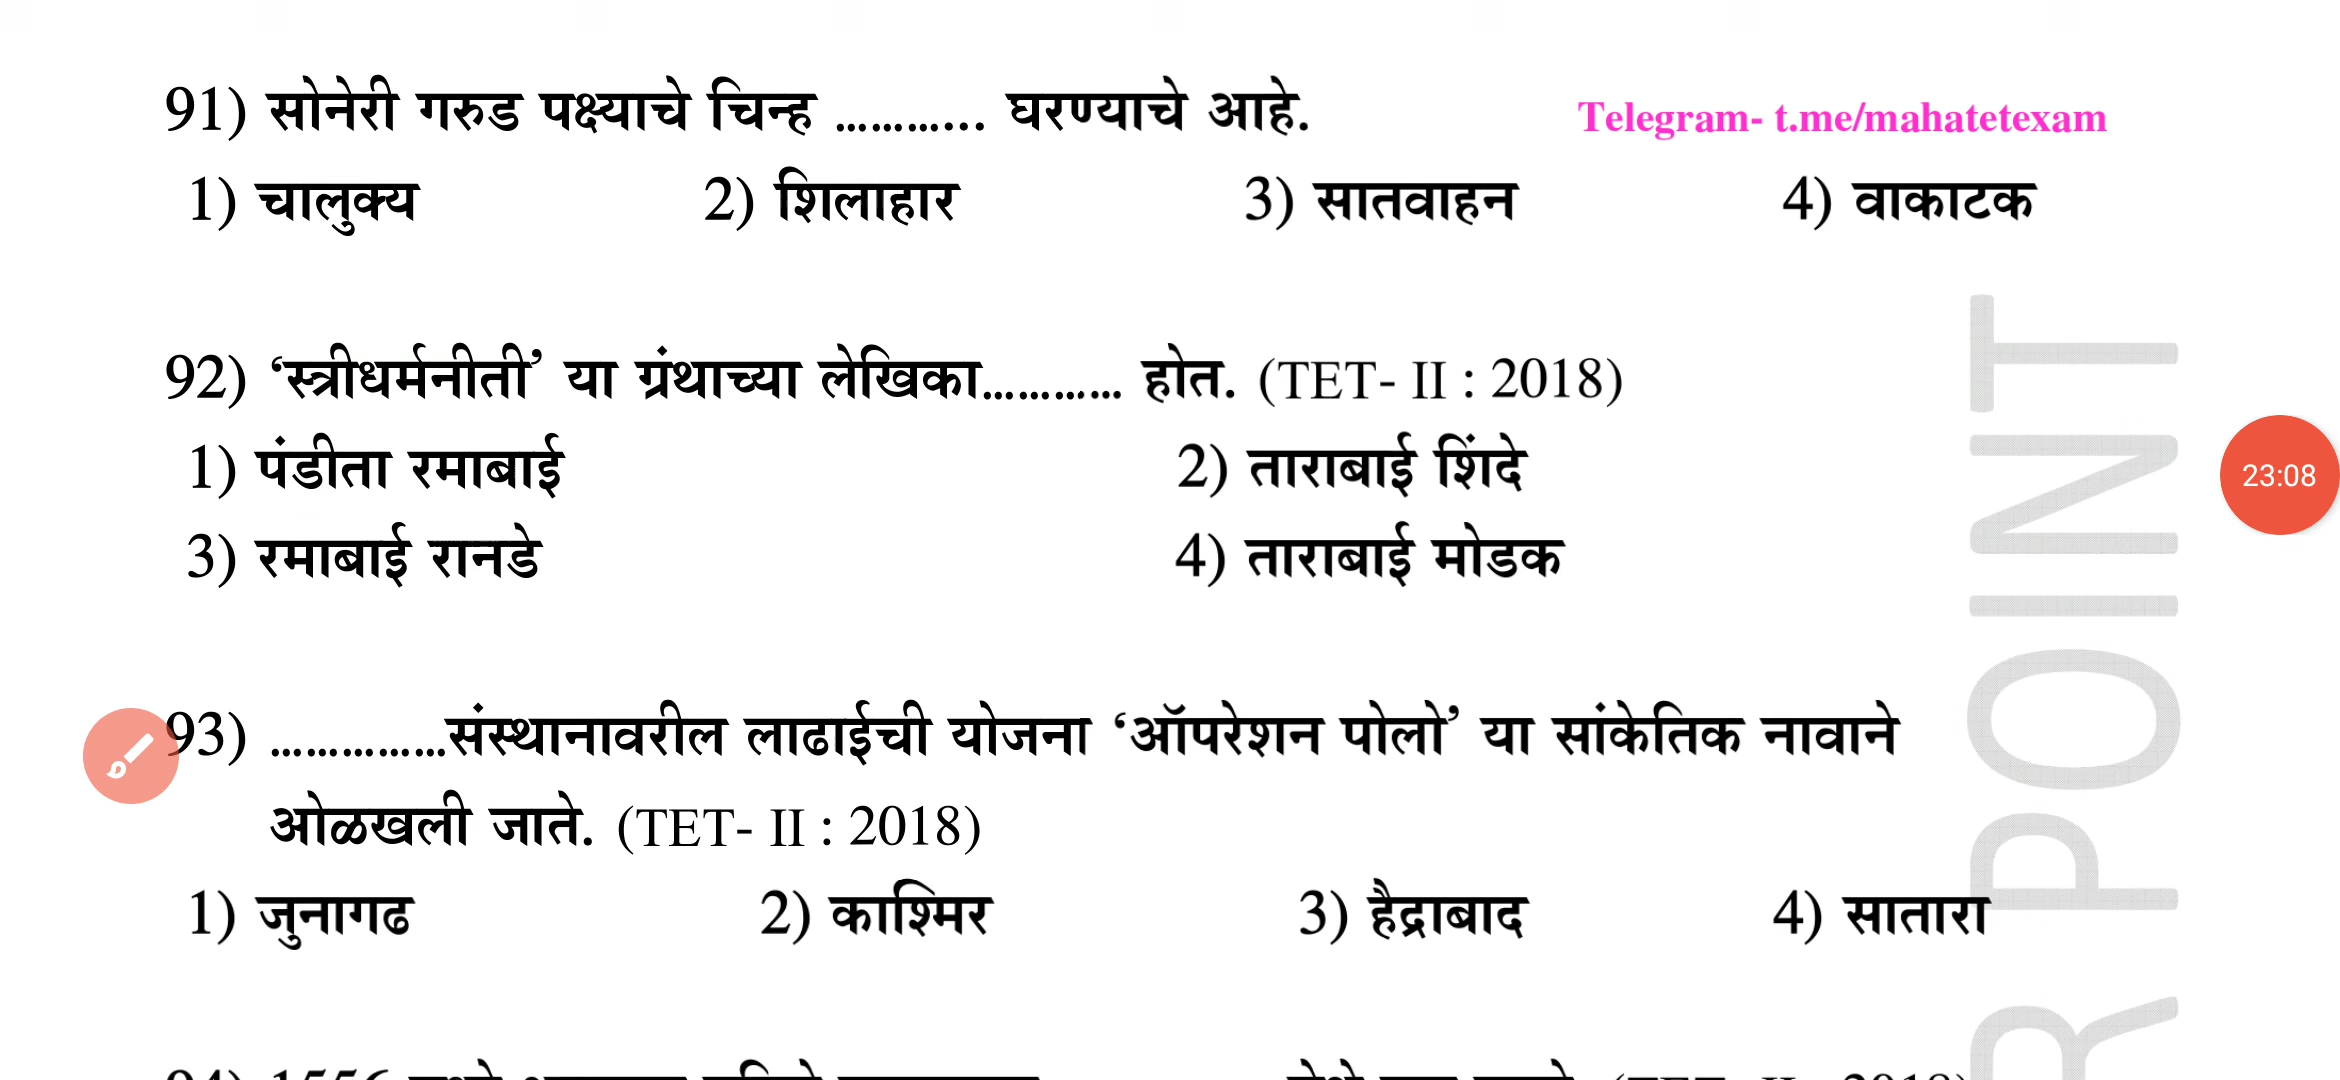 91) सोनेरी गरुड पक्ष्याचे चिन्ह ………... घरण्याचे आहे.
Telegram- t.me/mahatetexam
1) चालुक्य 2) शिलाहार 3) सातवाहन 4) वाकाटक
92) ‘स्त्रीधर्मनीती’ या ग्रंथाच्या लेखिका………... होत. (TET- II : 2018)
1) पंडीता रमाबाई 2) ताराबाई शिंदे
3) रमाबाई रानडे 4) ताराबाई मोडक
23:08
93) ……………संस्थानावरील लाढाईची योजना ‘ऑपरेशन पोलो’ या सांकेतिक नावाने
ओळखली जाते. (TET- II : 2018)
1) जुनागढ 2) काश्मिर 3) हैद्राबाद 4) सातारा
R POINT